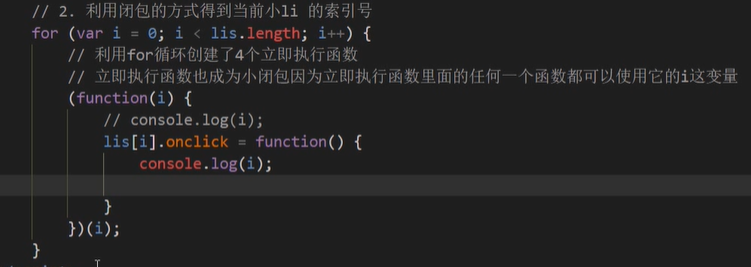 // 2. 利用闭包的方式得到当前小li 的索引号
for (var i = 0; i < lis.length; i++) {
// 利用for循环创建了4个立即执行函数
// 立即执行函数也成为小闭包因为立即执行函数里面的任何一个函数都可以使用它的i这变量
(function(i) {
// console.log(i);
lis[i].onclick = function() {
console.log(i);
}
})(i);
}